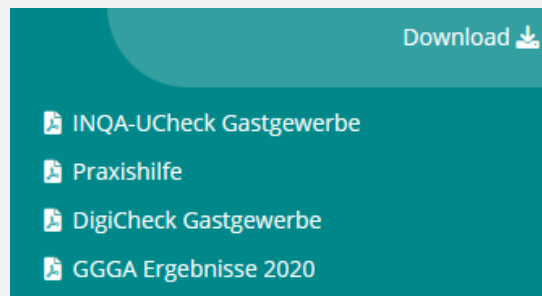 Download
INQA-UCheck Gastgewerbe
Praxishilfe
DigiCheck Gastgewerbe
GGGA Ergebnisse 2020